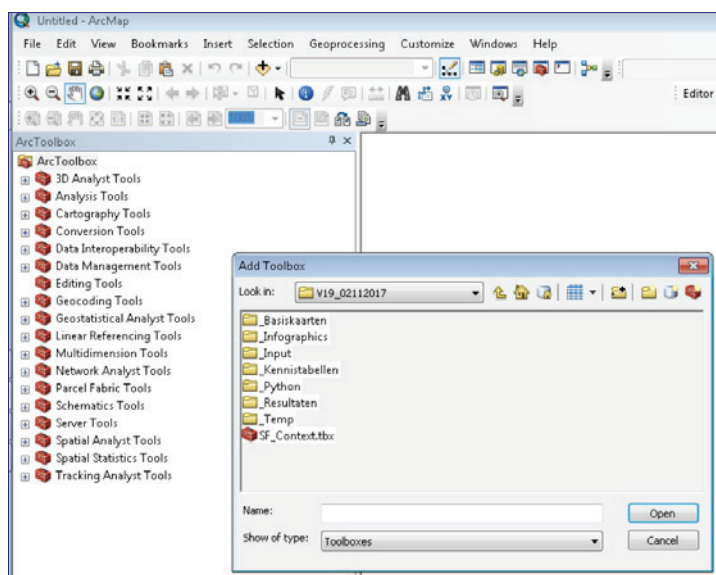 Untitled - ArcMap
File Edit View Bookmarks Insert Selection Geoprocessing Customize Windows Help
Editor
100%
ArcToolbox
ArcToolbox
3D Analyst Tools
Analysis Tools
Cartography Tools
Conversion Tools
Data Interoperability Tools
Data Management Tools
Editing Tools
Geocoding Tools
Geostatistical Analyst Tools
Linear Referencing Tools
Multidimension Tools
Network Analyst Tools
Parcel Fabric Tools
Schematics Tools
Server Tools
Spatial Analyst Tools
Spatial Statistics Tools
Tracking Analyst Tools
Add Toolbox
Look in: V19_02112017
_Basiskaarten
_Infographics
_Input
_Kennistabellen
_Python
_Resultaten
_Temp
SF_Context.tbx
Name:
Open
Show of type: Toolboxes
Cancel